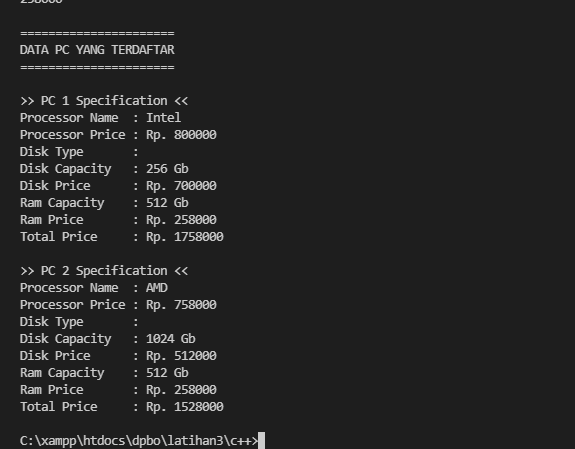 258000
=======================
DATA PC YANG TERDAFTAR
=======================
>> PC 1 Specification <<
Processor Name  : Intel
Processor Price : Rp. 800000
Disk Type       :
Disk Capacity   : 256 Gb
Disk Price      : Rp. 700000
Ram Capacity    : 512 Gb
Ram Price       : Rp. 258000
Total Price     : Rp. 1758000
>> PC 2 Specification <<
Processor Name  : AMD
Processor Price : Rp. 758000
Disk Type       :
Disk Capacity   : 1024 Gb
Disk Price      : Rp. 512000
Ram Capacity    : 512 Gb
Ram Price       : Rp. 258000
Total Price     : Rp. 1528000
C:\xampp\htdocs\dpbo\latihan3\c++>